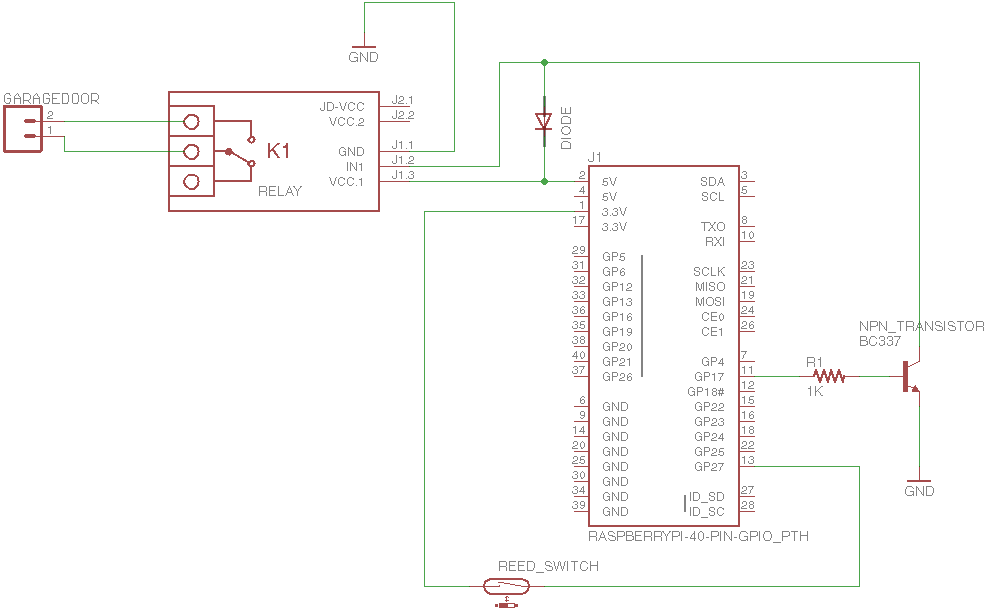 GND
GARAGEDOOR
2
1
JD-VCC J2.1
VCC.2 J2.2
GND J1.1
IN1 J1.2
VCC.1 J1.3
K1
RELAY
DIODE
J1
2 5V SDA 3
4 5V SCL 5
1 3.3V
17 3.3V TXO 8
RXI 10
29 GP5
31 GP6 SCLK 23
32 GP12 MISO 21
33 GP13 MOSI 19
36 GP16 CE0 24
35 GP19 CE1 26
38 GP20
40 GP21 GP4 7
37 GP26 GP17 11
GP18# 12
6 GND GP22 15
9 GND GP23 16
14 GND GP24 18
20 GND GP25 22
25 GND GP27 13
30 GND
34 GND ID_SD 27
39 GND ID_SC 28
RASPBERRYPI-40-PIN-GPIO_PTH
R1
1K
NPN_TRANSISTOR
BC337
GND
REED_SWITCH